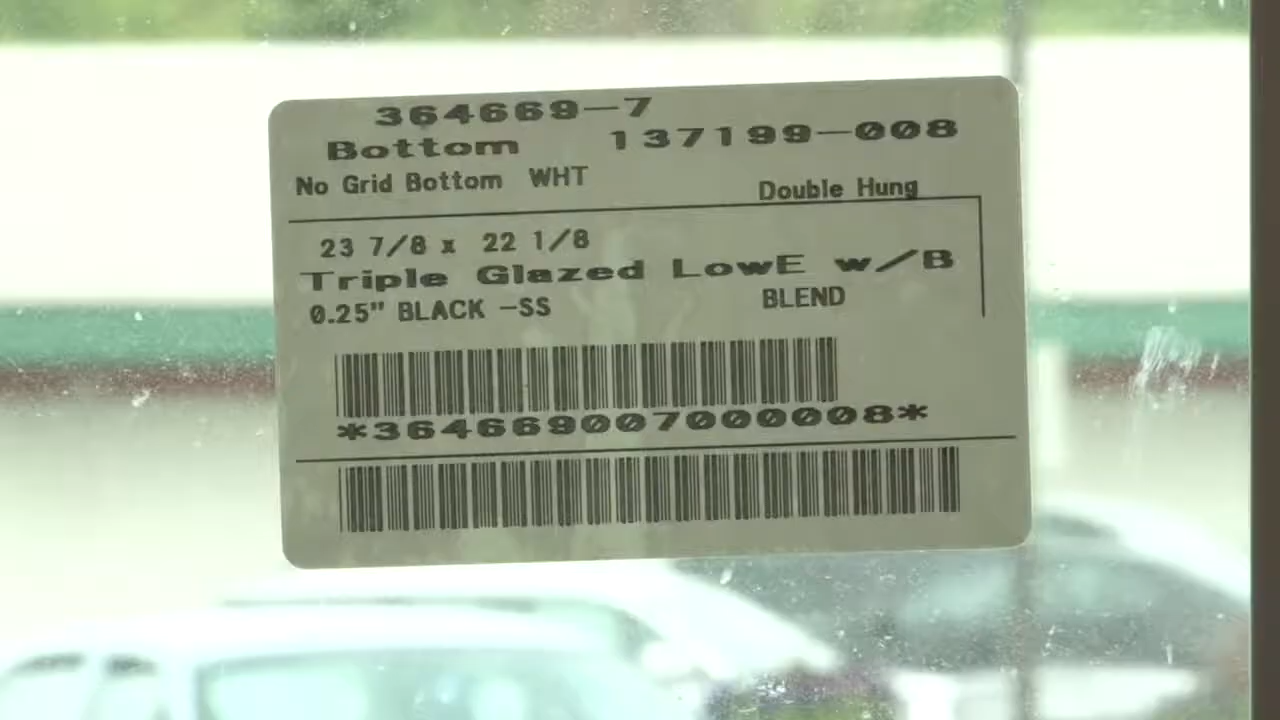 364669-7
Bottom 137199-008
No Grid Bottom WHT Double Hung
23 7/8 x 22 1/8
Triple Glazed LowE w/B
0.25" BLACK -SS BLEND
*364669007000008*